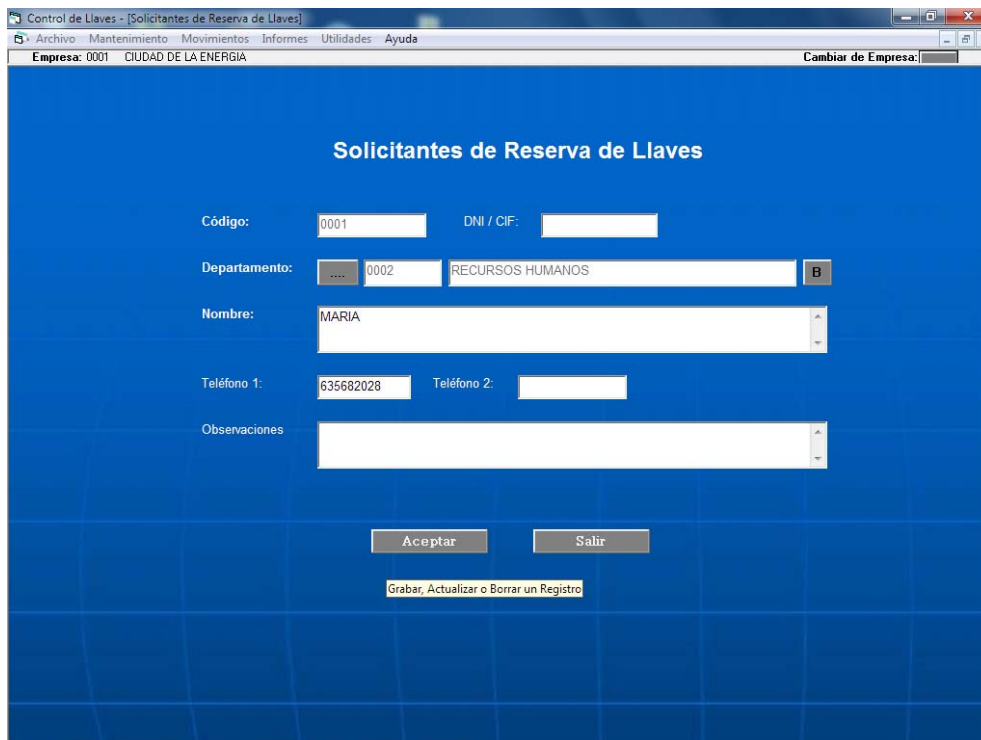 Control de Llaves - [Solicitantes de Reserva de Llaves]
Archivo Mantenimiento Movimientos Informes Utilidades Ayuda
Empresa: 0001 CIUDAD DE LA ENERGIA Cambiar de Empresa:
Solicitantes de Reserva de Llaves
Código: 0001 DNI / CIF:
Departamento: .... 0002 RECURSOS HUMANOS B
Nombre: MARIA
Teléfono 1: 635682028 Teléfono 2:
Observaciones
Aceptar Salir
Grabar, Actualizar o Borrar un Registro